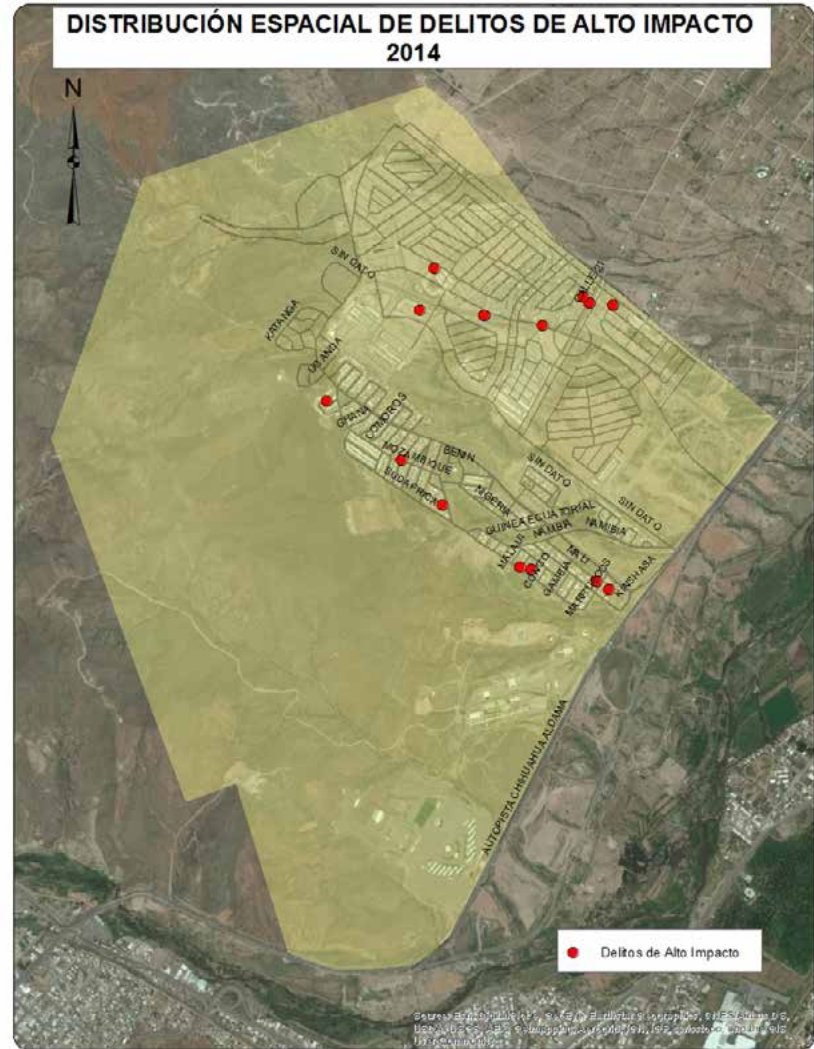 DISTRIBUCIÓN ESPACIAL DE DELITOS DE ALTO IMPACTO
2014
N
SIN DATO
KATANGA
UGANGA
GHANA
COMOROS
MOZAMBIQUE
BENIN
SUDAFRICA
NIGERIA
SIN DATO
SIN DATO
GUINEA ECUATORIAL
NAMIBIA
NAMIBIA
MALAUI
CONGO
GAMBIA
MALI
KINSHASA
AUTOPISTA CHIHUAHUA ALDAMA
Delitos de Alto Impacto